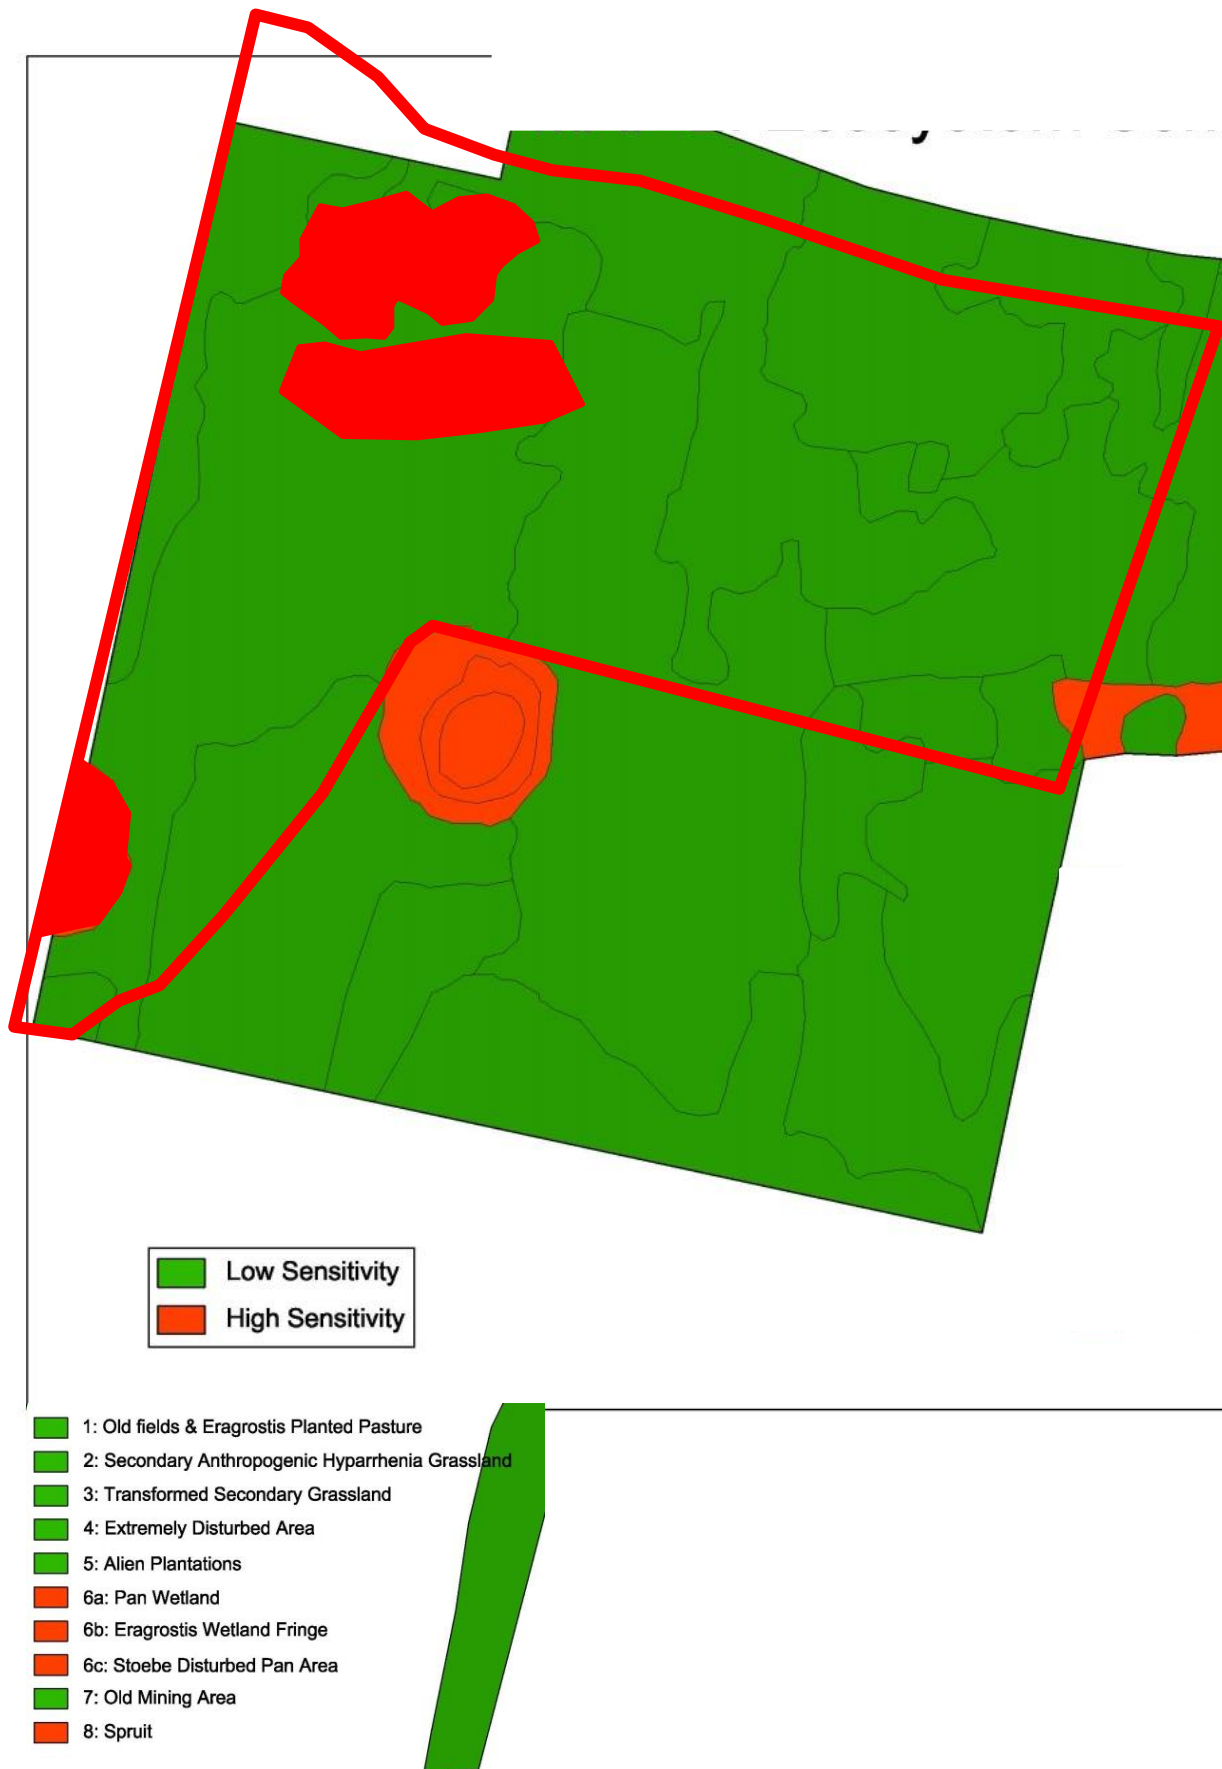 Low Sensitivity
High Sensitivity
1: Old fields & Eragrostis Planted Pasture
2: Secondary Anthropogenic Hyparrhenia Grassland
3: Transformed Secondary Grassland
4: Extremely Disturbed Area
5: Alien Plantations
6a: Pan Wetland
6b: Eragrostis Wetland Fringe
6c: Stoebe Disturbed Pan Area
7: Old Mining Area
8: Spruit